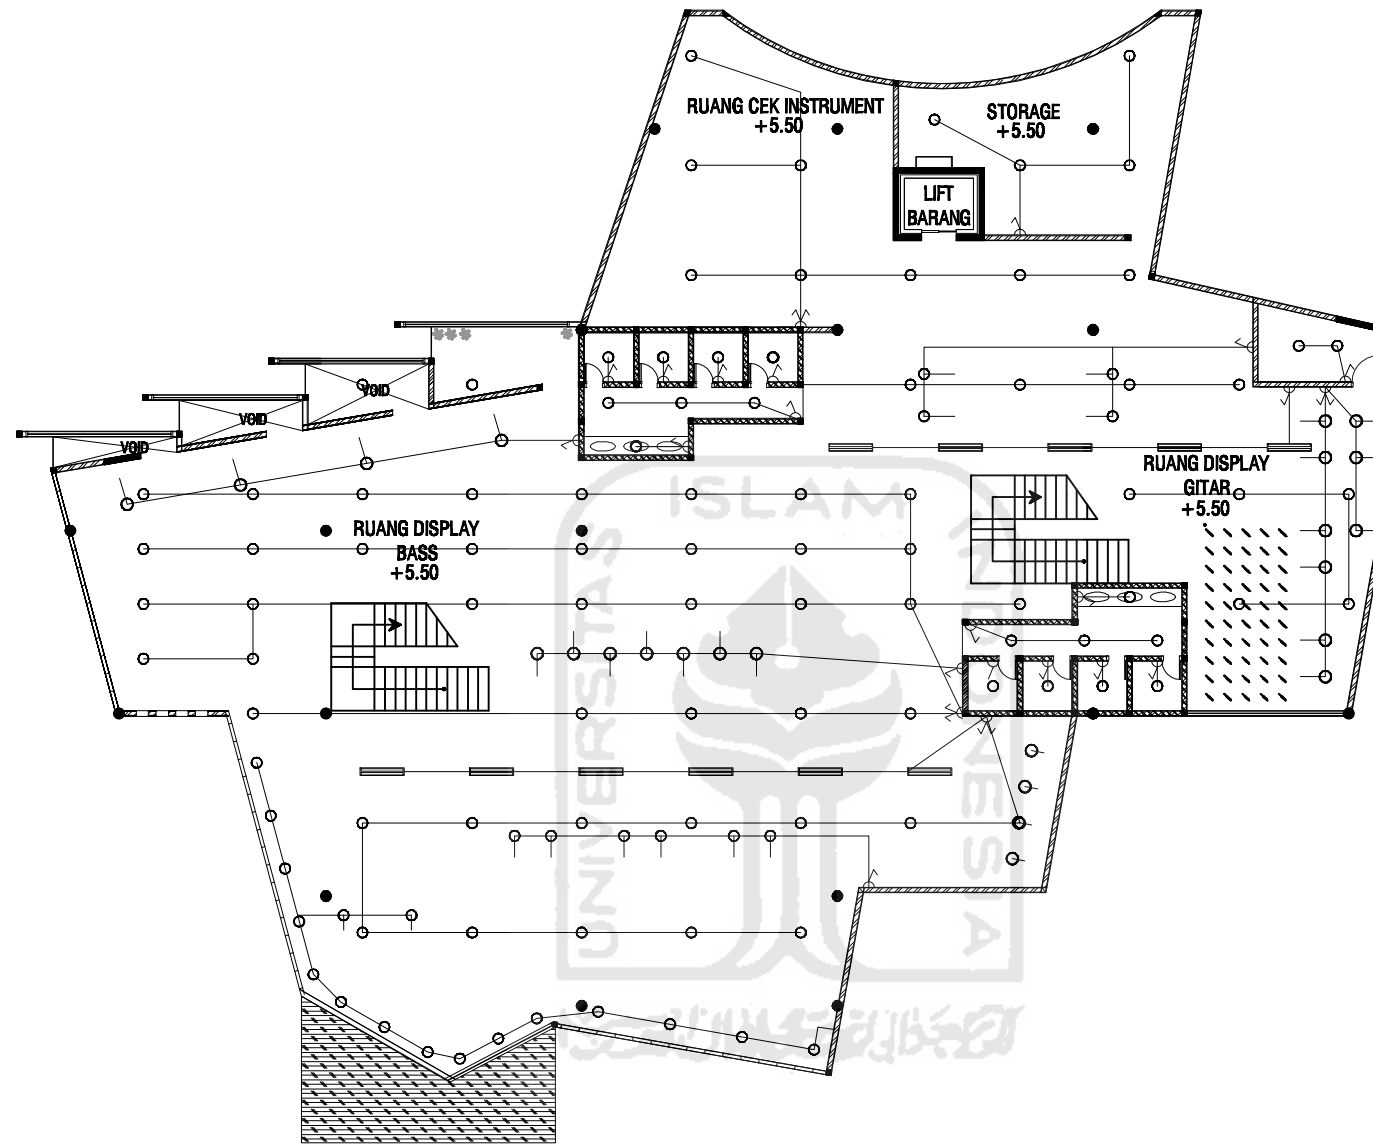 RUANG CEK INSTRUMENT
+5.50
STORAGE
+5.50
LIFT
BARANG
VOID
VOID
VOID
RUANG DISPLAY
GITAR
+5.50
RUANG DISPLAY
BASS
+5.50
UNIVERSITAS
ISLAM
INDONESIA